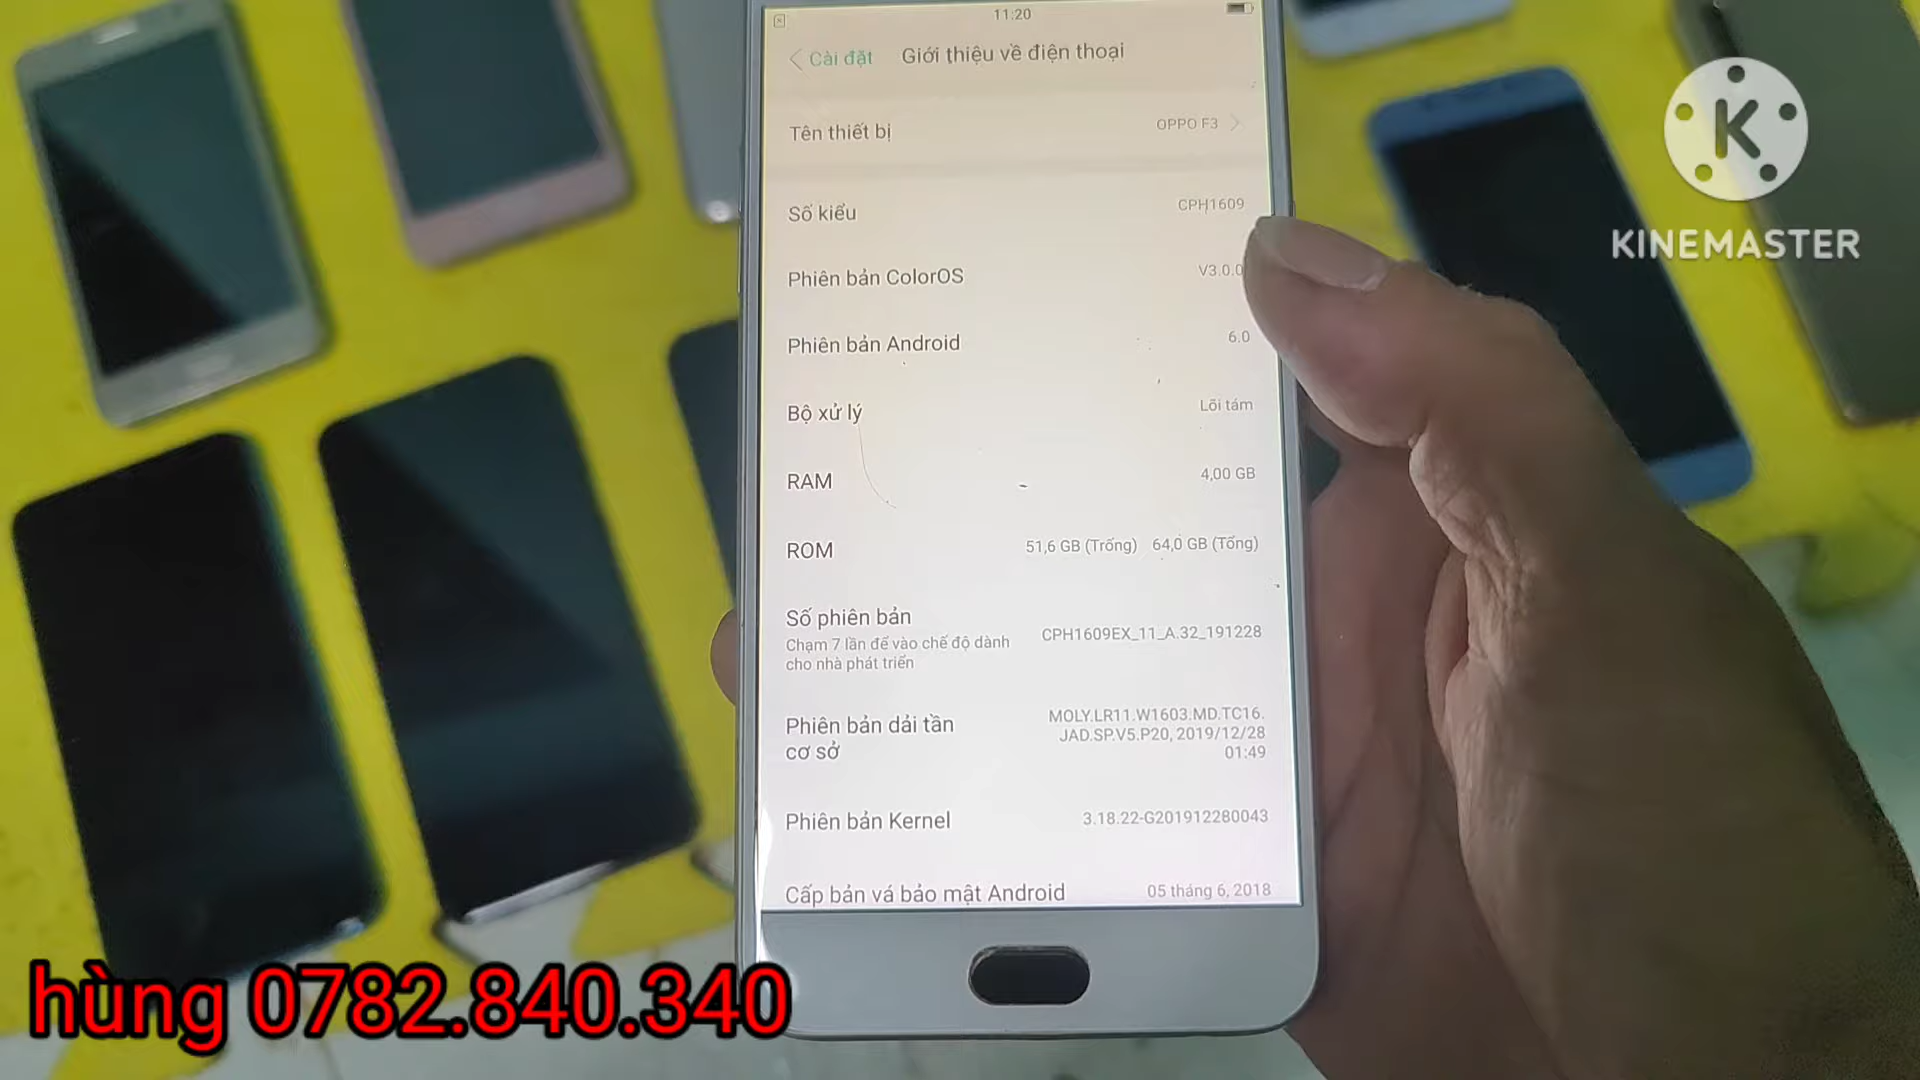 11:20
Cài đặt Giới thiệu về điện thoại
Tên thiết bị OPPO F3
Số kiểu CPH1609
Phiên bản ColorOS V3.0.0
Phiên bản Android 6.0
Bộ xử lý Lõi tám
RAM 4,00 GB
ROM 51,6 GB (Trống) 64,0 GB (Tổng)
Số phiên bản CPH1609EX_11_A.32_191228
Chạm 7 lần để vào chế độ dành
cho nhà phát triển
Phiên bản dải tần
cơ sở
MOLY.LR11.W1603.MD.TC16.
JAD.SP.V5.P20, 2019/12/28
01:49
Phiên bản Kernel 3.18.22-G201912280043
Cấp bản vá bảo mật Android 05 tháng 6, 2018
K
KINEMASTER
hùng 0782.840.340